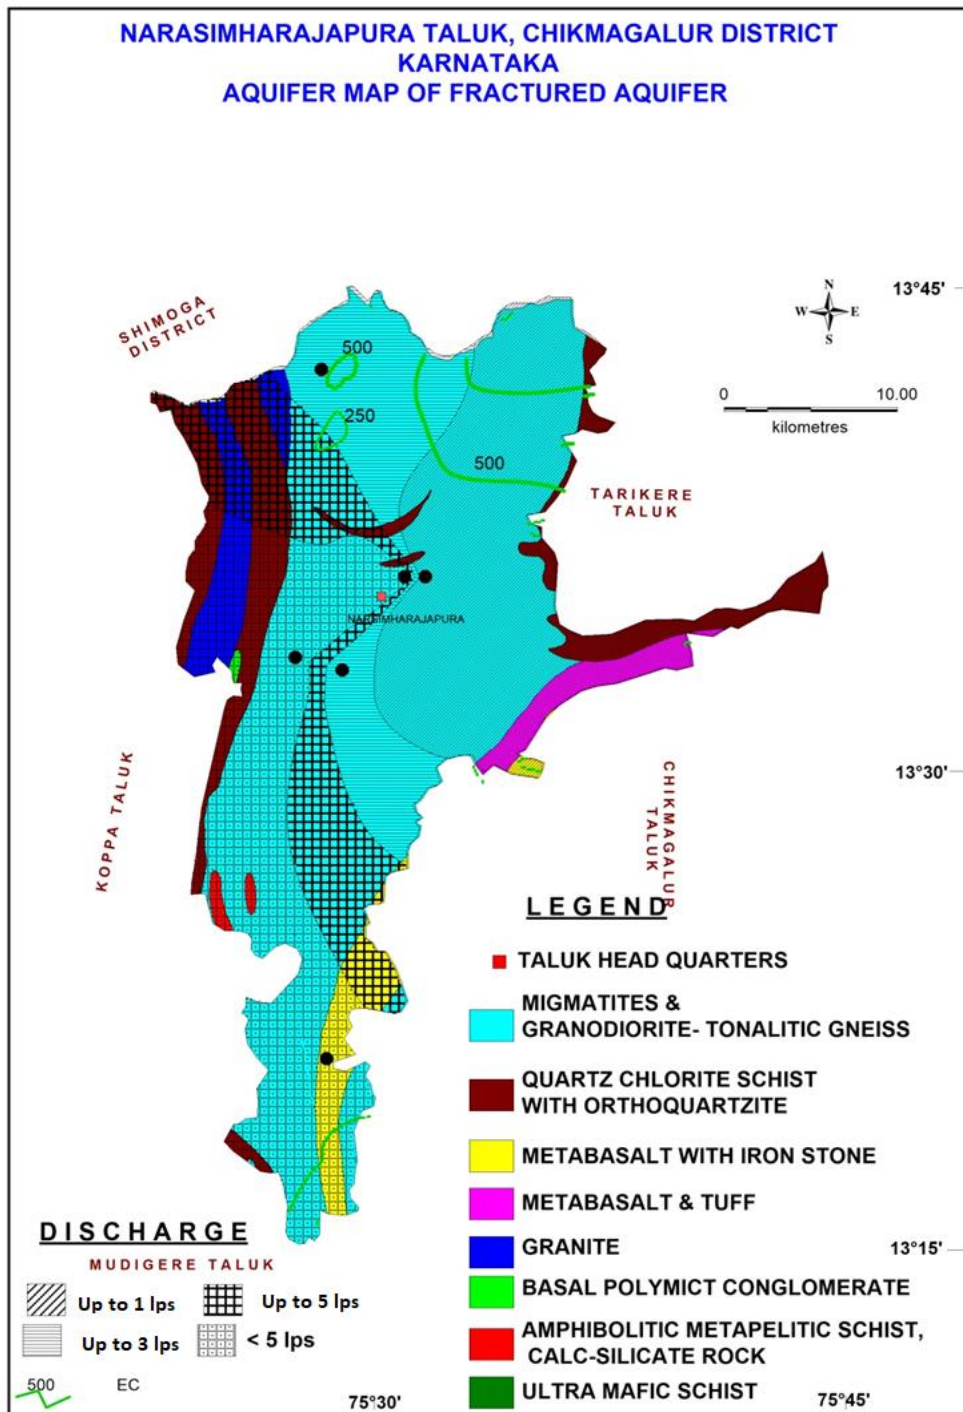 NARASIMHARAJAPURA TALUK, CHIKMAGALUR DISTRICT
KARNATAKA
AQUIFER MAP OF FRACTURED AQUIFER
13°45'
N
W E
S
SHIMOGA
DISTRICT
500
250
500
0 10.00
kilometres
TARIKERE
TALUK
NARSIMHARAJAPURA
13°30'
KOPPA TALUK
CHIKMAGALUR
TALUK
LEGEND
TALUK HEAD QUARTERS
MIGMATITES &
GRANODIORITE- TONALITIC GNEISS
QUARTZ CHLORITE SCHIST
WITH ORTHOQUARTZITE
METABASALT WITH IRON STONE
METABASALT & TUFF
GRANITE
BASAL POLYMICT CONGLOMERATE
AMPHIBOLITIC METAPELITIC SCHIST,
CALC-SILICATE ROCK
ULTRA MAFIC SCHIST
13°15'
DISCHARGE
MUDIGERE TALUK
Up to 1 lps Up to 5 lps
Up to 3 lps < 5 lps
500 EC
75°30' 75°45'